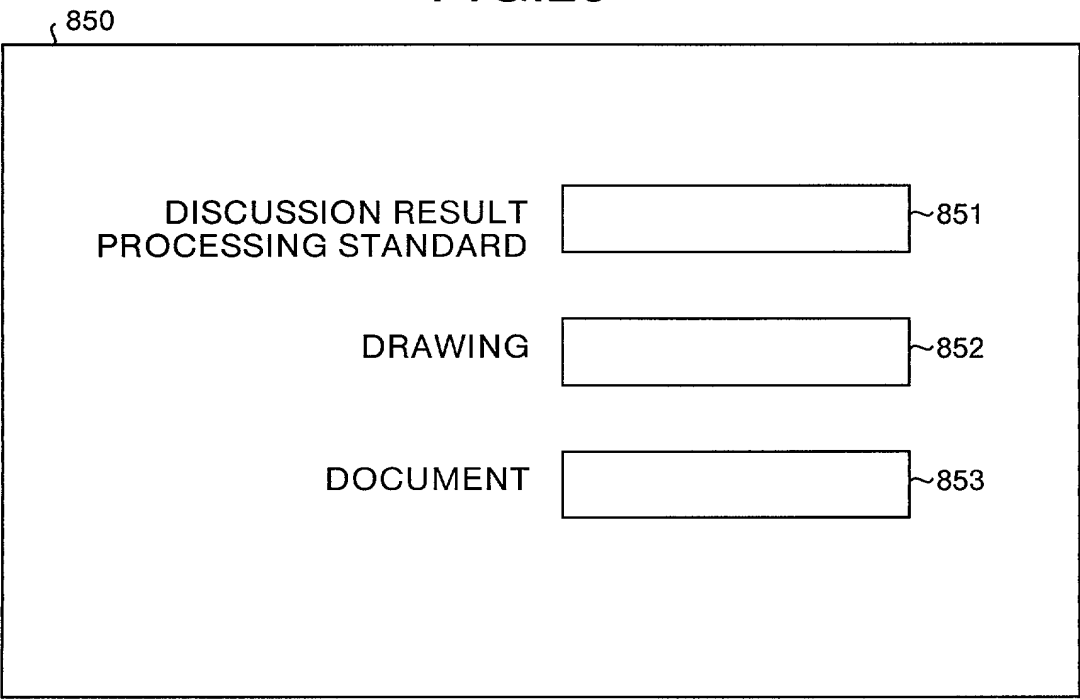 850
DISCUSSION RESULT
PROCESSING STANDARD
851
DRAWING
852
DOCUMENT
853